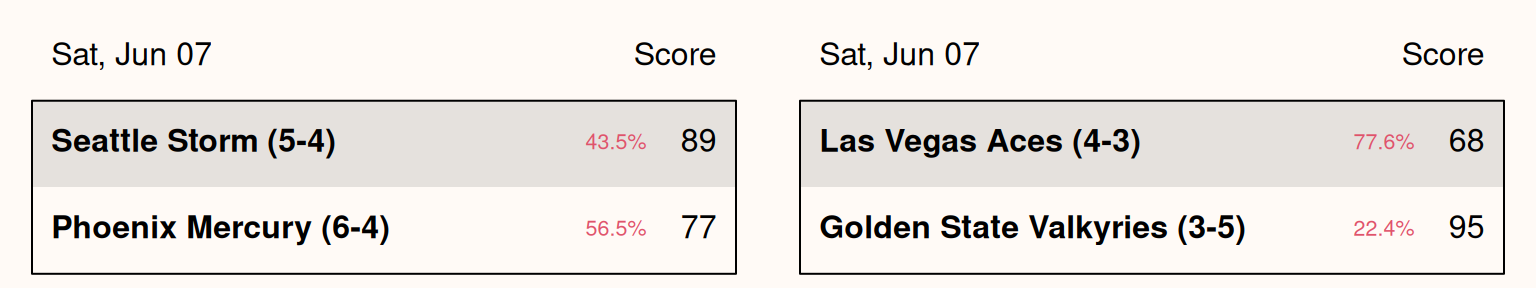 Sat, Jun 07 Score
Seattle Storm (5-4) 43.5% 89
Phoenix Mercury (6-4) 56.5% 77
Sat, Jun 07 Score
Las Vegas Aces (4-3) 77.6% 68
Golden State Valkyries (3-5) 22.4% 95